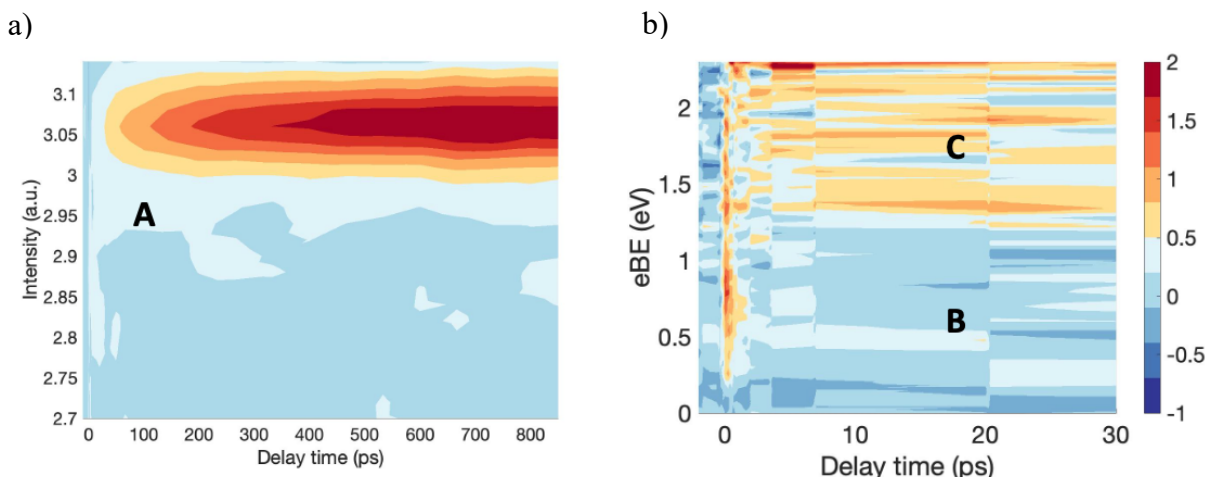 a)
b)
3.1
3.05
3
2.95
2.9
2.85
2.8
2.75
2.7
Intensity (a.u.)
A
0 100 200 300 400 500 600 700 800
Delay time (ps)
2
1.5
1
0.5
0
eBE (eV)
C
B
0 10 20 30
Delay time (ps)
2
1.5
1
0.5
0
-0.5
-1